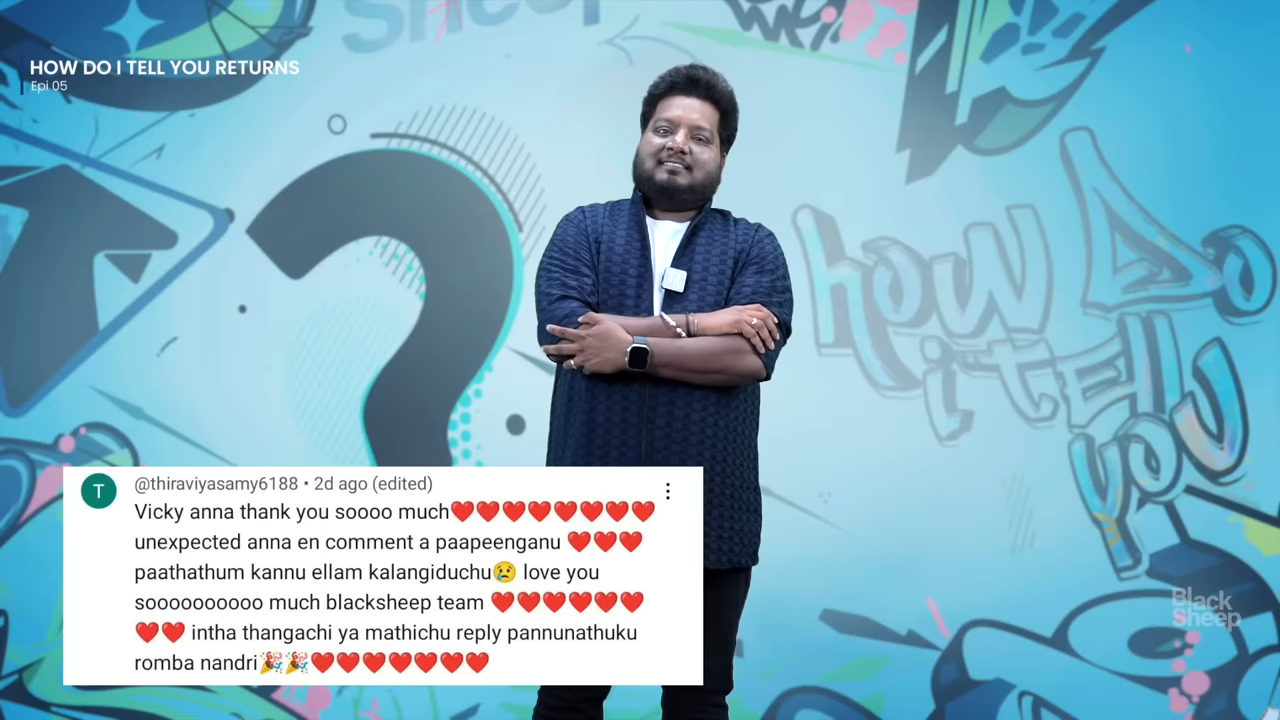 Sheep
HOW DO I TELL YOU RETURNS
Epi 05
how Do
i tEll
you
T
@thiraviyasamy6188 • 2d ago (edited)
Vicky anna thank you soooo much❤️❤️❤️❤️❤️❤️❤️❤️
unexpected anna en comment a paapeenganu ❤️❤️❤️
paathathum kannu ellam kalangiduchu😢 love you
soooooooooo much blacksheep team ❤️❤️❤️❤️❤️❤️
❤️❤️ intha thangachi ya mathichu reply pannunathuku
romba nandri🎉🎉❤️❤️❤️❤️❤️❤️❤️
Black
Sheep